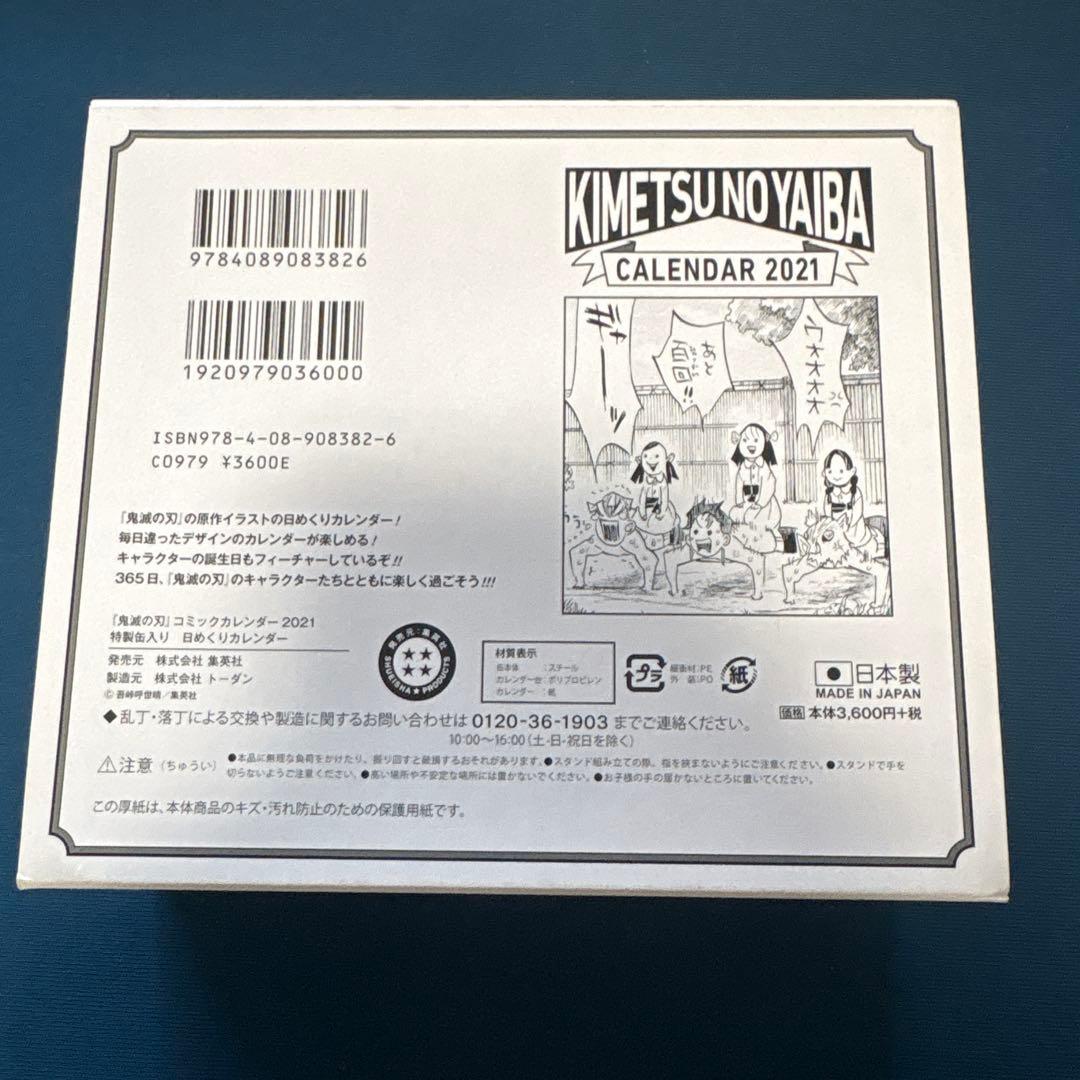 9784089083826
1920979036000
ISBN978-4-08-908382-6
C0979 ¥3600E
『鬼滅の刃』の原作イラストの日めくりカレンダー!
毎日違ったデザインのカレンダーが楽しめる!
キャラクターの誕生日もフィーチャーしているぞ!!
365日、『鬼滅の刃』のキャラクターたちとともに楽しく過ごそう!!!
『鬼滅の刃』コミックカレンダー2021
特製缶入り 日めくりカレンダー
発売元 株式会社 集英社
製造元 株式会社 トーダン
©吾峠呼世晴/集英社
KIMETSU NO YAIBA
CALENDAR 2021
ウオオオオ
あと
百回!!
ギャーーー
発売元:集英社
SHUEISHA★PRODUCTS
材質表示
缶本体 :スチール
カレンダー台:ポリプロピレン
カレンダー :紙
プラ
緩衝材:PE
外 装:PO
紙
日本製
MADE IN JAPAN
価格 本体3,600円+税
◆乱丁・落丁による交換や製造に関するお問い合わせは 0120-36-1903 までご連絡ください。
10:00〜16:00(土・日・祝日を除く)
⚠注意(ちゅうい) ●本品に無理な負荷をかけたり、振り回すと破損するおそれがあります。●スタンド組み立ての際、指を挟まないようにご注意ください。●スタンドで手を
切らないようご注意ください。●高い場所や不安定な場所には置かないでください。●お子様の手の届かないところに置いてください。
この厚紙は、本体商品のキズ・汚れ防止のための保護用紙です。